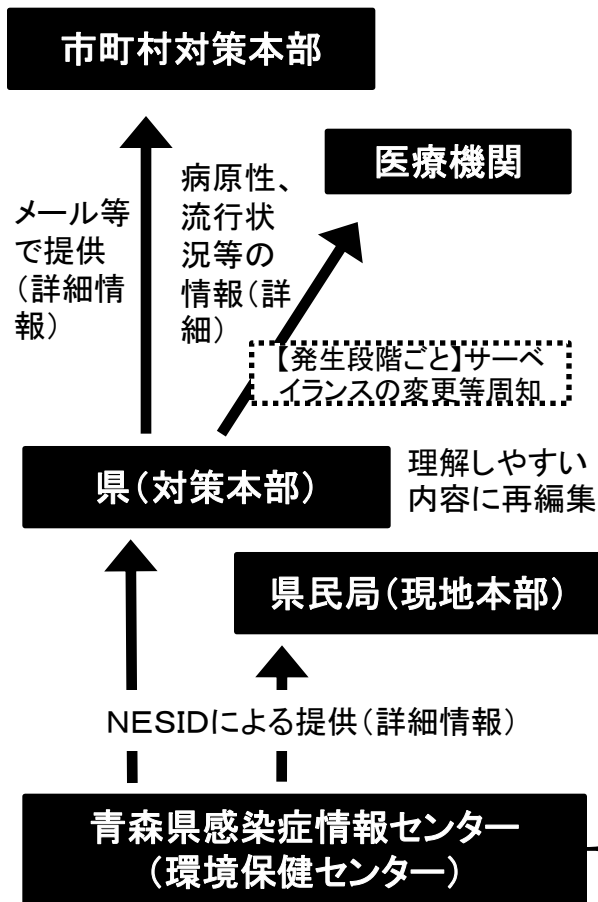 市町村対策本部
医療機関
メール等
で提供
（詳細情
報）
病原性、
流行状
況等の
情報（詳
細）
【発生段階ごと】サーベ
イランスの変更等周知
県（対策本部）
理解しやすい
内容に再編集
県民局（現地本部）
NESIDによる提供（詳細情報）
青森県感染症情報センター
（環境保健センター）